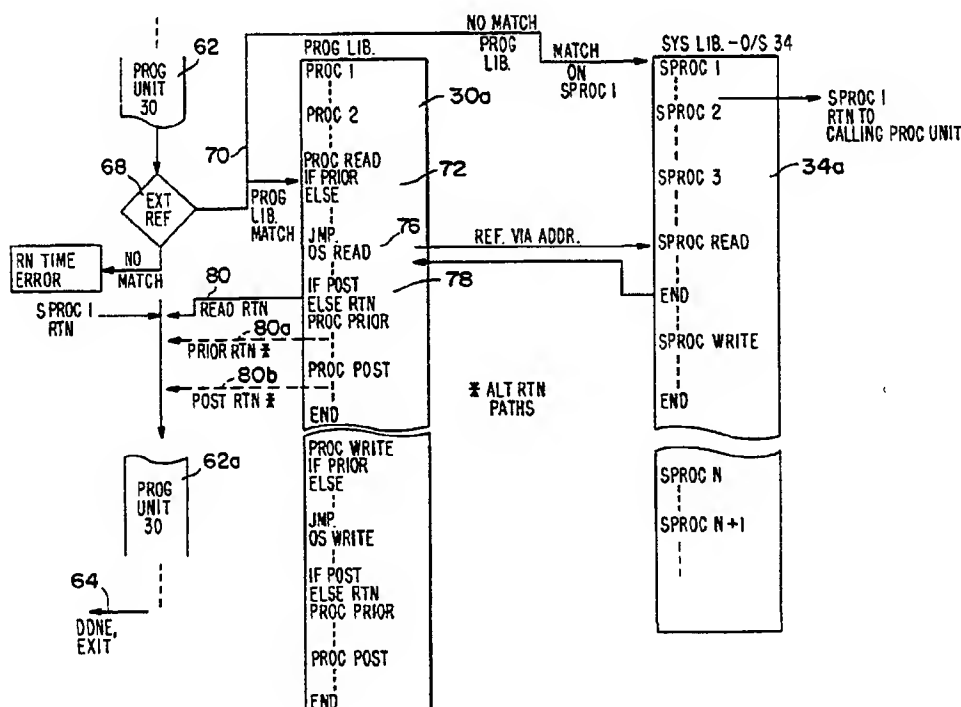 62
PROG
UNIT
30
68
EXT
REF
RN TIME
ERROR
NO
MATCH
SPROC I
RTN
70
PROG
LIB.
MATCH
NO MATCH
PROG
LIB.
MATCH
ON
SPROC I
PROG LIB.
30a
PROC 1
PROC 2
PROC READ
IF PRIOR
ELSE
72
JMP.
OS READ
76
IF POST
ELSE RTN
PROC PRIOR
78
PROC POST
END
80
READ RTN
80a
PRIOR RTN *
80b
POST RTN *
REF. VIA ADDR.
* ALT RTN
PATHS
SYS LIB.-O/S 34
SPROC 1
SPROC 2
SPROC 3
34a
SPROC READ
END
SPROC WRITE
END
SPROC N
SPROC N+1
SPROC I
RTN TO
CALLING PROC UNIT
62a
PROG
UNIT
30
64
DONE,
EXIT
PROC WRITE
IF PRIOR
ELSE
JMP.
OS WRITE
IF POST
ELSE RTN
PROC PRIOR
PROC POST
END